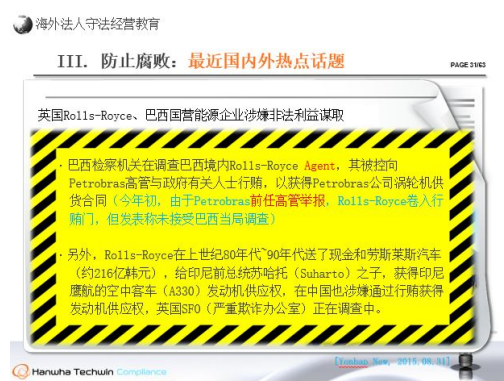 海外法人守法经营教育
III. 防止腐败：最近国内外热点话题
PAGE 31/63
英国Rolls-Royce、巴西国营能源企业涉嫌非法利益谋取
· 巴西检察机关在调查巴西境内Rolls-Royce Agent，其被控向
Petrobras高管与政府有关人士行贿，以获得Petrobras公司涡轮机供
货合同（今年初，由于Petrobras前任高管举报，Rolls-Royce卷入行
贿门，但发表称未接受巴西当局调查）
· 另外，Rolls-Royce在上世纪80年代~90年代送了现金和劳斯莱斯汽车
（约216亿韩元），给印尼前总统苏哈托（Suharto）之子，获得印尼
鹰航的空中客车（A330）发动机供应权，在中国也涉嫌通过行贿获得
发动机供应权，英国SFO（严重欺诈办公室）正在调查中。
[Yonhap New, 2015.08.31]
Hanwha Techwin Compliance